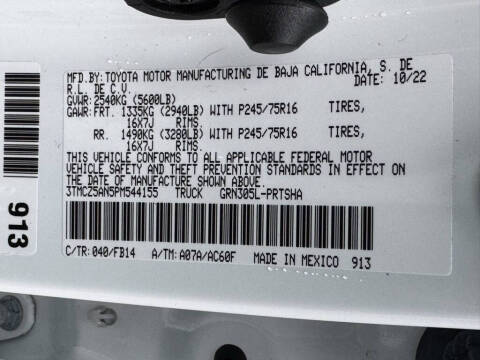 MFD.BY: TOYOTA MOTOR MANUFACTURING DE BAJA CALIFORNIA, S. DE
R.L. DE C.V. DATE: 10/22
GVWR: 2540KG (5600LB)
GAWR: FRT. 1335KG (2940LB) WITH P245/75R16 TIRES,
16X7J RIMS.
RR. 1490KG (3280LB) WITH P245/75R16 TIRES,
16X7J RIMS.
THIS VEHICLE CONFORMS TO ALL APPLICABLE FEDERAL MOTOR
VEHICLE SAFETY AND THEFT PREVENTION STANDARDS IN EFFECT ON
THE DATE OF MANUFACTURE SHOWN ABOVE.
3TMCZ5AN5PM544155 TRUCK GRN305L-PRTSHA
C/TR: 040/FB14 A/TM: A07A/AC60F MADE IN MEXICO 913
913